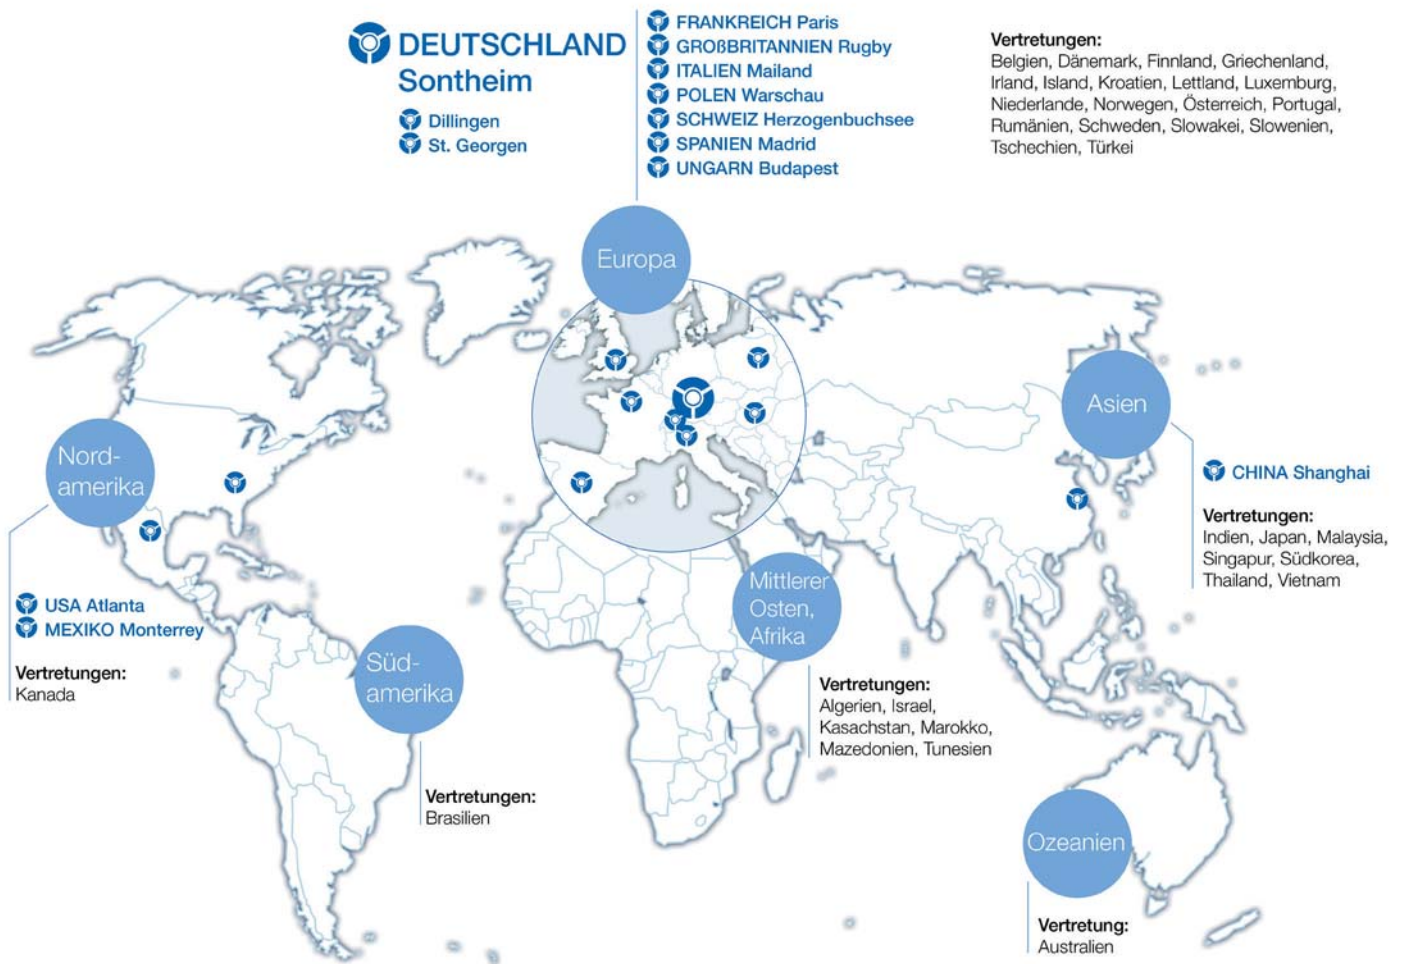 DEUTSCHLAND
Sontheim
Dillingen
St. Georgen
FRANKREICH Paris
GROßBRITANNIEN Rugby
ITALIEN Mailand
POLEN Warschau
SCHWEIZ Herzogenbuchsee
SPANIEN Madrid
UNGARN Budapest
Vertretungen:
Belgien, Dänemark, Finnland, Griechenland,
Irland, Island, Kroatien, Lettland, Luxemburg,
Niederlande, Norwegen, Österreich, Portugal,
Rumänien, Schweden, Slowakei, Slowenien,
Tschechien, Türkei
Europa
Asien
CHINA Shanghai
Vertretungen:
Indien, Japan, Malaysia,
Singapur, Südkorea,
Thailand, Vietnam
Nord-
amerika
USA Atlanta
MEXIKO Monterrey
Vertretungen:
Kanada
Süd-
amerika
Vertretungen:
Brasilien
Mittlerer
Osten,
Afrika
Vertretungen:
Algerien, Israel,
Kasachstan, Marokko,
Mazedonien, Tunesien
Ozeanien
Vertretung:
Australien